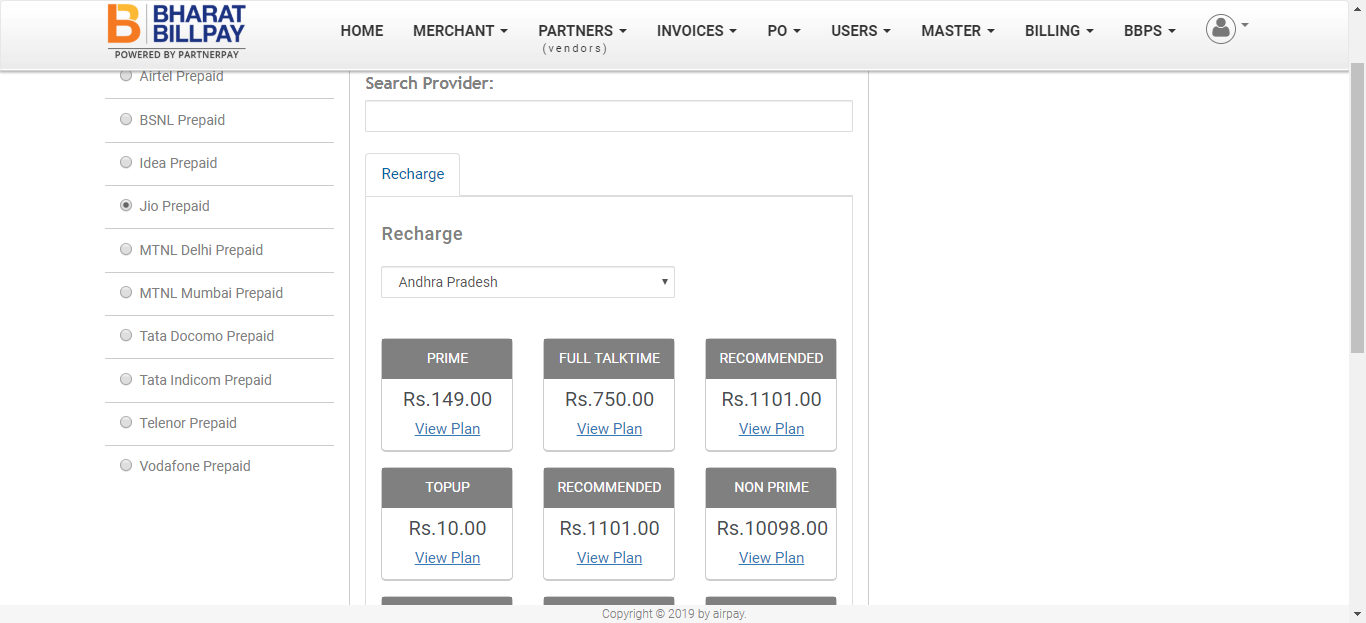 BHARAT
BILLPAY
POWERED BY PARTNERPAY
HOME MERCHANT PARTNERS INVOICES PO USERS MASTER BILLING BBPS
(vendors)
Airtel Prepaid
BSNL Prepaid
Idea Prepaid
Jio Prepaid
MTNL Delhi Prepaid
MTNL Mumbai Prepaid
Tata Docomo Prepaid
Tata Indicom Prepaid
Telenor Prepaid
Vodafone Prepaid
Search Provider:
Recharge
Recharge
Andhra Pradesh
PRIME FULL TALKTIME RECOMMENDED
Rs.149.00 Rs.750.00 Rs.1101.00
View Plan View Plan View Plan
TOPUP RECOMMENDED NON PRIME
Rs.10.00 Rs.1101.00 Rs.10098.00
View Plan View Plan View Plan
Copyright © 2019 by airpay.